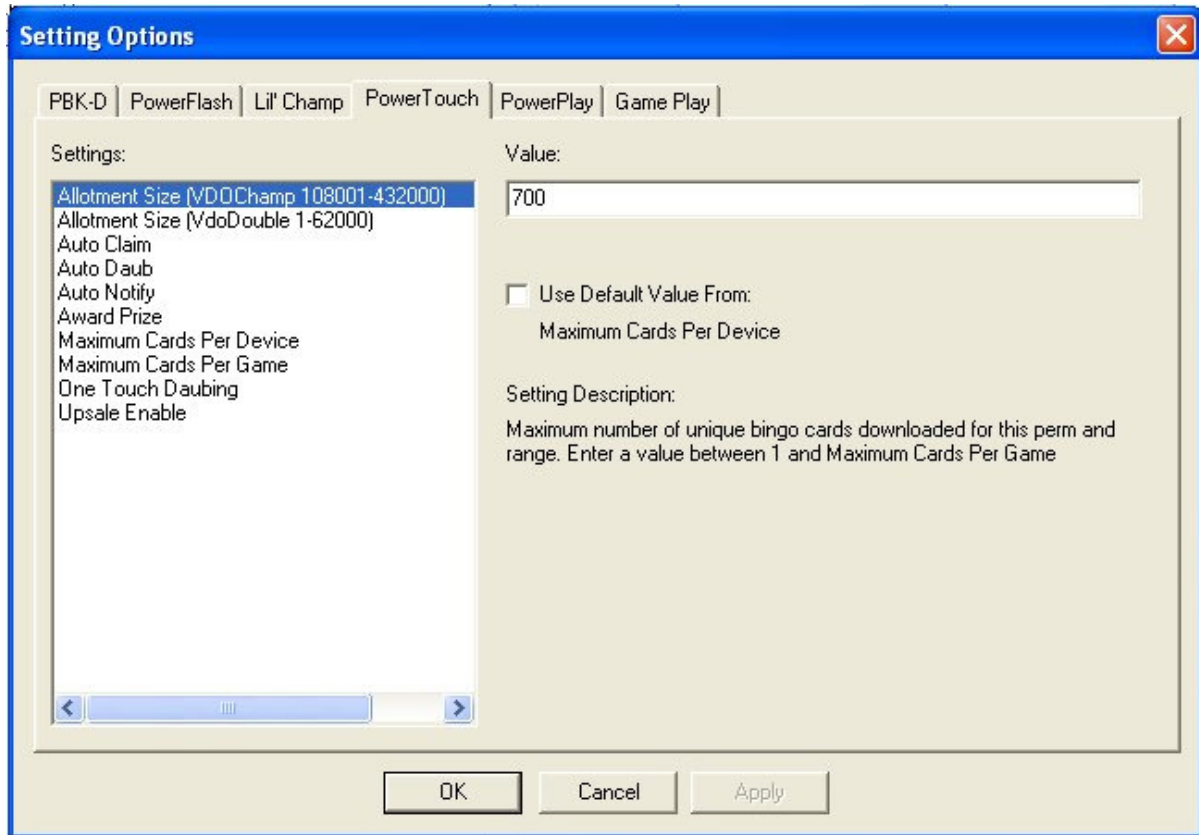 Setting Options
PBK-D
PowerFlash
Lil' Champ
PowerTouch
PowerPlay
Game Play
Settings:
Allotment Size (VDOChamp 108001-432000)
Allotment Size (VdoDouble 1-62000)
Auto Claim
Auto Daub
Auto Notify
Award Prize
Maximum Cards Per Device
Maximum Cards Per Game
One Touch Daubing
Upsale Enable
Value:
700
Use Default Value From:
Maximum Cards Per Device
Setting Description:
Maximum number of unique bingo cards downloaded for this perm and
range. Enter a value between 1 and Maximum Cards Per Game
OK
Cancel
Apply